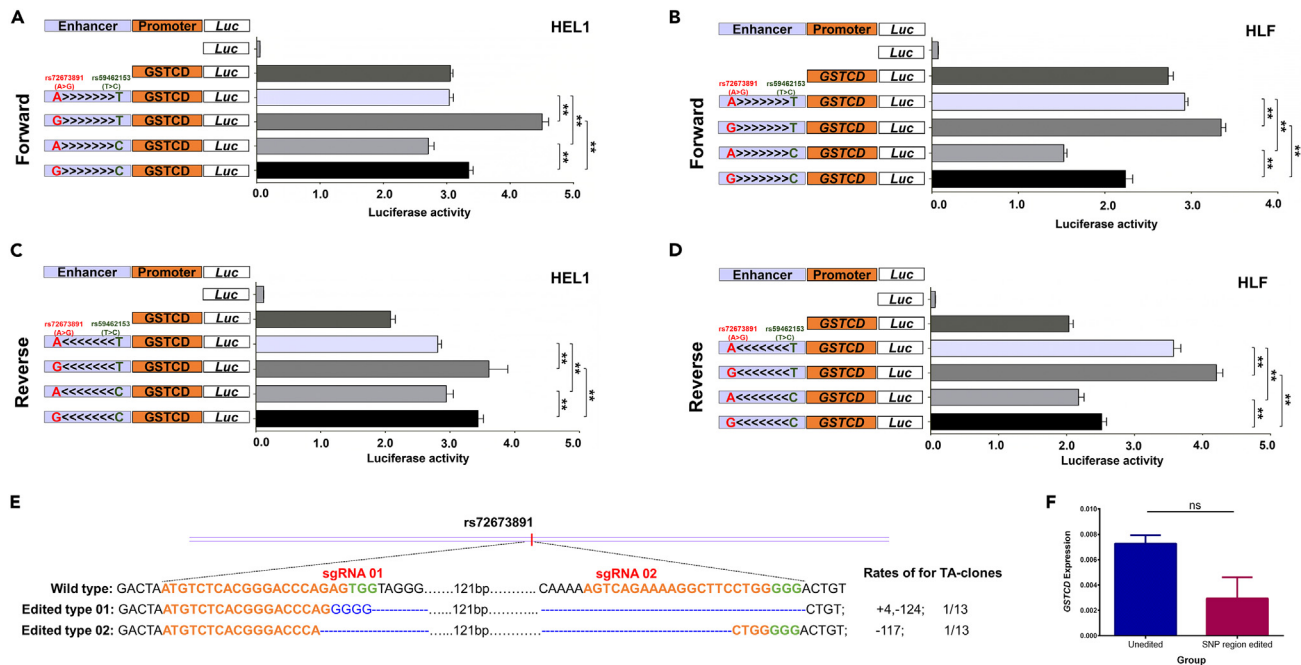 A
HEL1
Enhancer Promoter Luc
Luc
GSTCD Luc
rs72673891 rs59462153
(A>G) (T>C)
A>>>>>>>T GSTCD Luc
G>>>>>>>T GSTCD Luc
A>>>>>>>C GSTCD Luc
G>>>>>>>C GSTCD Luc
Forward
** ** ** **
0.0 1.0 2.0 3.0 4.0 5.0
Luciferase activity
B
HLF
Enhancer Promoter Luc
Luc
GSTCD Luc
rs72673891 rs59462153
(A>G) (T>C)
A>>>>>>>T GSTCD Luc
G>>>>>>>T GSTCD Luc
A>>>>>>>C GSTCD Luc
G>>>>>>>C GSTCD Luc
Forward
** ** ** **
0.0 1.0 2.0 3.0 4.0
Luciferase activity
C
HEL1
Enhancer Promoter Luc
Luc
GSTCD Luc
rs72673891 rs59462153
(A>G) (T>C)
A<<<<<<<T GSTCD Luc
G<<<<<<<T GSTCD Luc
A<<<<<<<C GSTCD Luc
G<<<<<<<C GSTCD Luc
Reverse
** ** ** **
0.0 1.0 2.0 3.0 4.0 5.0
Luciferase activity
D
HLF
Enhancer Promoter Luc
Luc
GSTCD Luc
rs72673891 rs59462153
(A>G) (T>C)
A<<<<<<<T GSTCD Luc
G<<<<<<<T GSTCD Luc
A<<<<<<<C GSTCD Luc
G<<<<<<<C GSTCD Luc
Reverse
** ** ** **
0.0 1.0 2.0 3.0 4.0 5.0
Luciferase activity
E
rs72673891
sgRNA 01 sgRNA 02 Rates of for TA-clones
Wild type: GACTAATGTCTCACGGGACCCAGAGTGGTAGGG.......121bp............CAAAAAGTCAGAAAAGGCTTCCTGGGGGACTGT
Edited type 01: GACTAATGTCTCACGGGACCCAGGGGG--------------......121bp...........--------------------------------CTGT; +4,-124; 1/13
Edited type 02: GACTAATGTCTCACGGGACCCA----------------......121bp...........-----------------------CTGGGGGACTGT; -117; 1/13
F
ns
GSTCD Expression
0.010
0.008
0.006
0.004
0.002
0.000
Unedited SNP region edited
Group